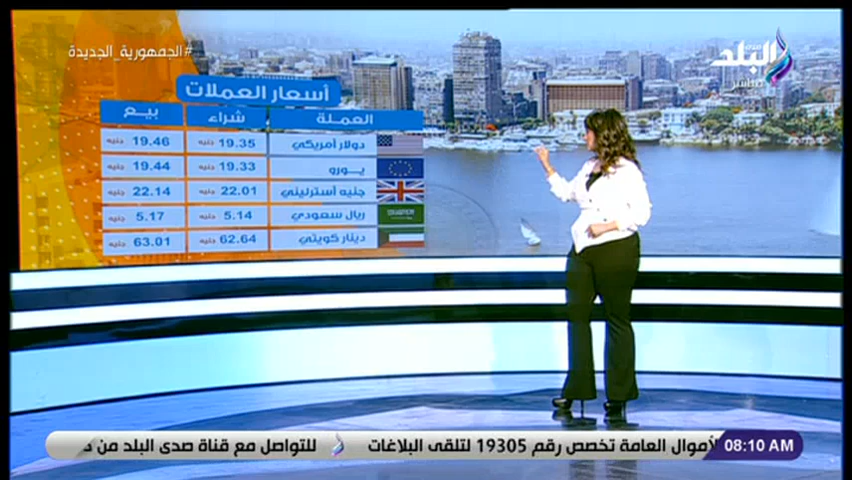 #الجمهورية_الجديدة
صدى
البلد
مباشر
أسعار العملات
العملة شراء بيع
دولار أمريكي 19.35 جنيه 19.46 جنيه
يورو 19.33 جنيه 19.44 جنيه
جنيه أسترليني 22.01 جنيه 22.14 جنيه
ريال سعودي 5.14 جنيه 5.17 جنيه
دينار كويتي 62.64 جنيه 63.01 جنيه
08:10 AM
الأموال العامة تخصص رقم 19305 لتلقى البلاغات للتواصل مع قناة صدى البلد من